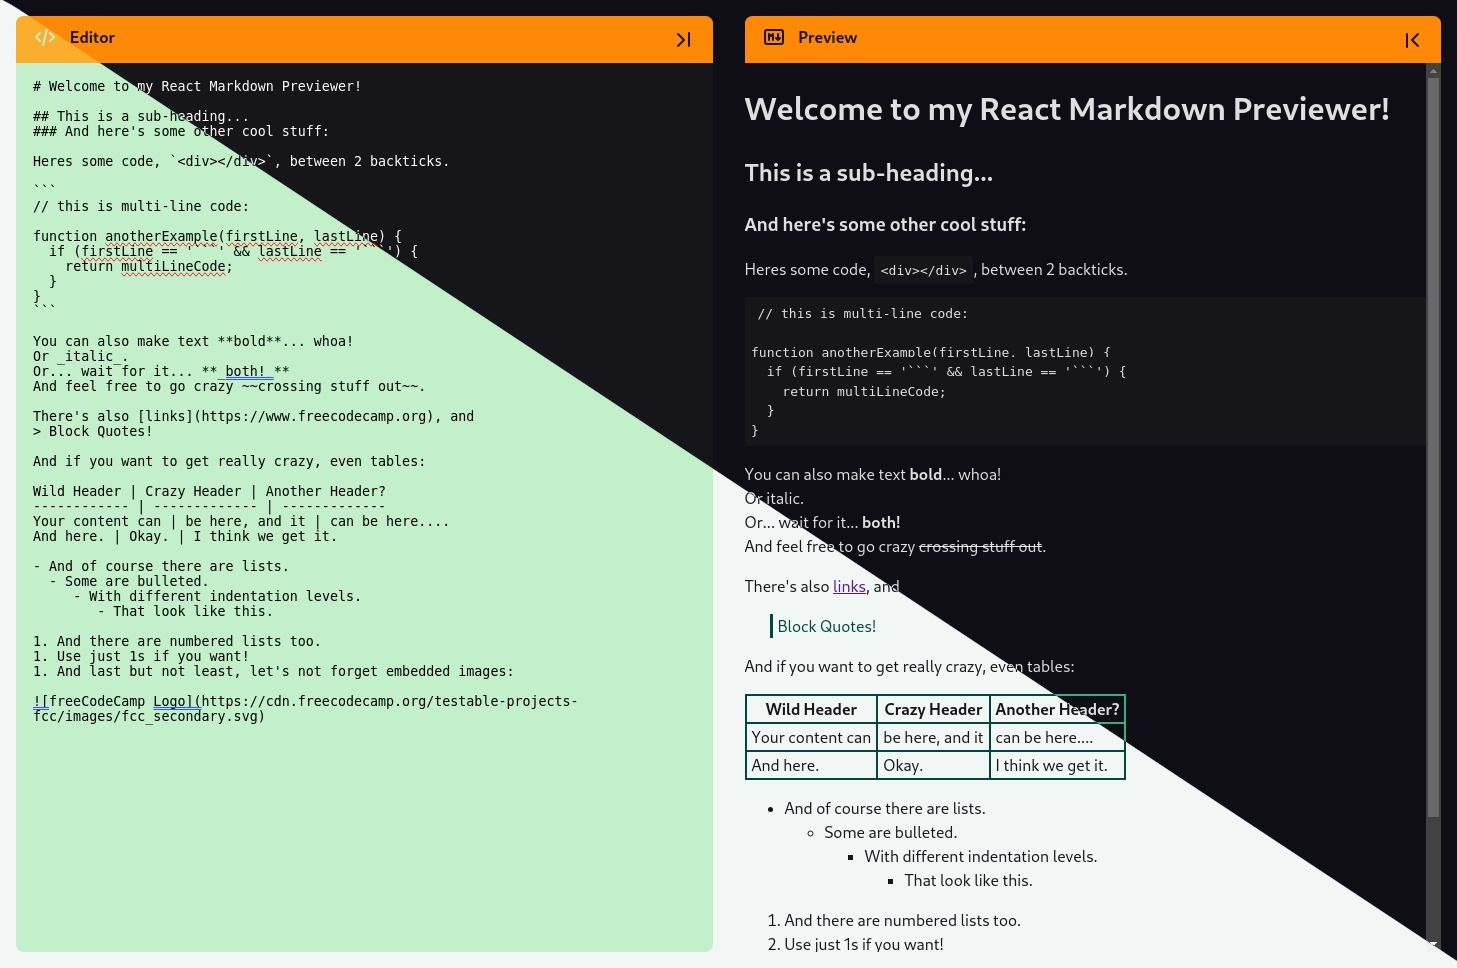 Editor
# Welcome to my React Markdown Previewer!
## This is a sub-heading...
### And here's some other cool stuff:
Heres some code, `<div></div>`, between 2 backticks.
```
// this is multi-line code:
function anotherExample(firstLine, lastLine) {
  if (firstLine == '```' && lastLine == '```') {
    return multiLineCode;
  }
}
```
You can also make text **bold**... whoa!
Or _italic_.
Or... wait for it... **_both!_**
And feel free to go crazy ~~crossing stuff out~~.
There's also [links](https://www.freecodecamp.org), and
> Block Quotes!
And if you want to get really crazy, even tables:
Wild Header | Crazy Header | Another Header?
------------ | ------------- | -------------
Your content can | be here, and it | can be here....
And here. | Okay. | I think we get it.
- And of course there are lists.
  - Some are bulleted.
     - With different indentation levels.
        - That look like this.
1. And there are numbered lists too.
1. Use just 1s if you want!
1. And last but not least, let's not forget embedded images:
![freeCodeCamp Logo](https://cdn.freecodecamp.org/testable-projects-
fcc/images/fcc_secondary.svg)
Preview
Welcome to my React Markdown Previewer!
This is a sub-heading...
And here's some other cool stuff:
Heres some code, <div></div>, between 2 backticks.
// this is multi-line code:
function anotherExample(firstLine, lastLine) {
  if (firstLine == '```' && lastLine == '```') {
    return multiLineCode;
  }
}
You can also make text bold... whoa!
Or italic.
Or... wait for it... both!
And feel free to go crazy crossing stuff out.
There's also links, and
Block Quotes!
And if you want to get really crazy, even tables:
Wild Header Crazy Header Another Header?
Your content can be here, and it can be here....
And here. Okay. I think we get it.
• And of course there are lists.
◦ Some are bulleted.
▪ With different indentation levels.
▪ That look like this.
1. And there are numbered lists too.
2. Use just 1s if you want!